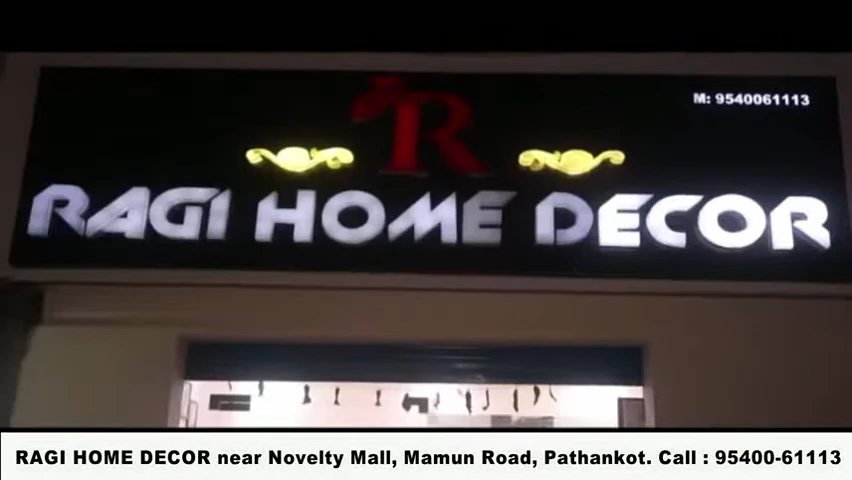 R
M: 9540061113
RAGI HOME DECOR
RAGI HOME DECOR near Novelty Mall, Mamun Road, Pathankot. Call : 95400-61113